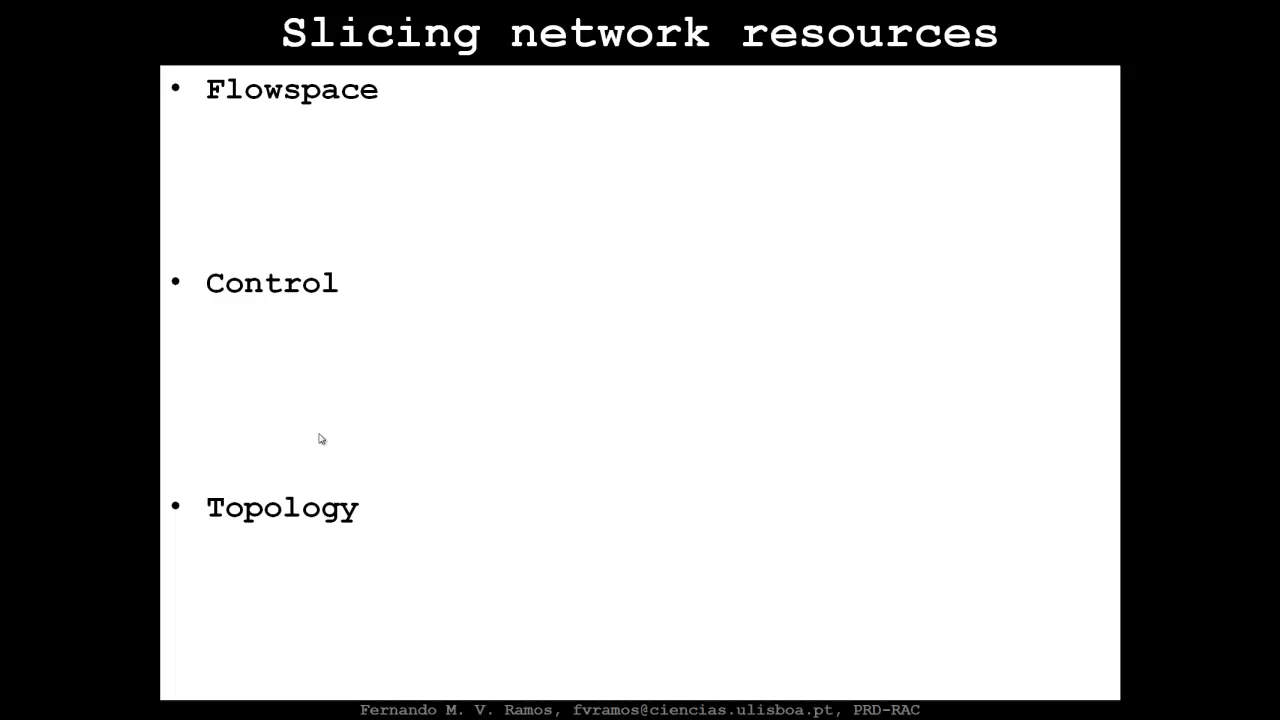 Slicing network resources
• Flowspace
• Control
• Topology
Fernando M. V. Ramos, fvramos@ciencias.ulisboa.pt, PRD-RAC